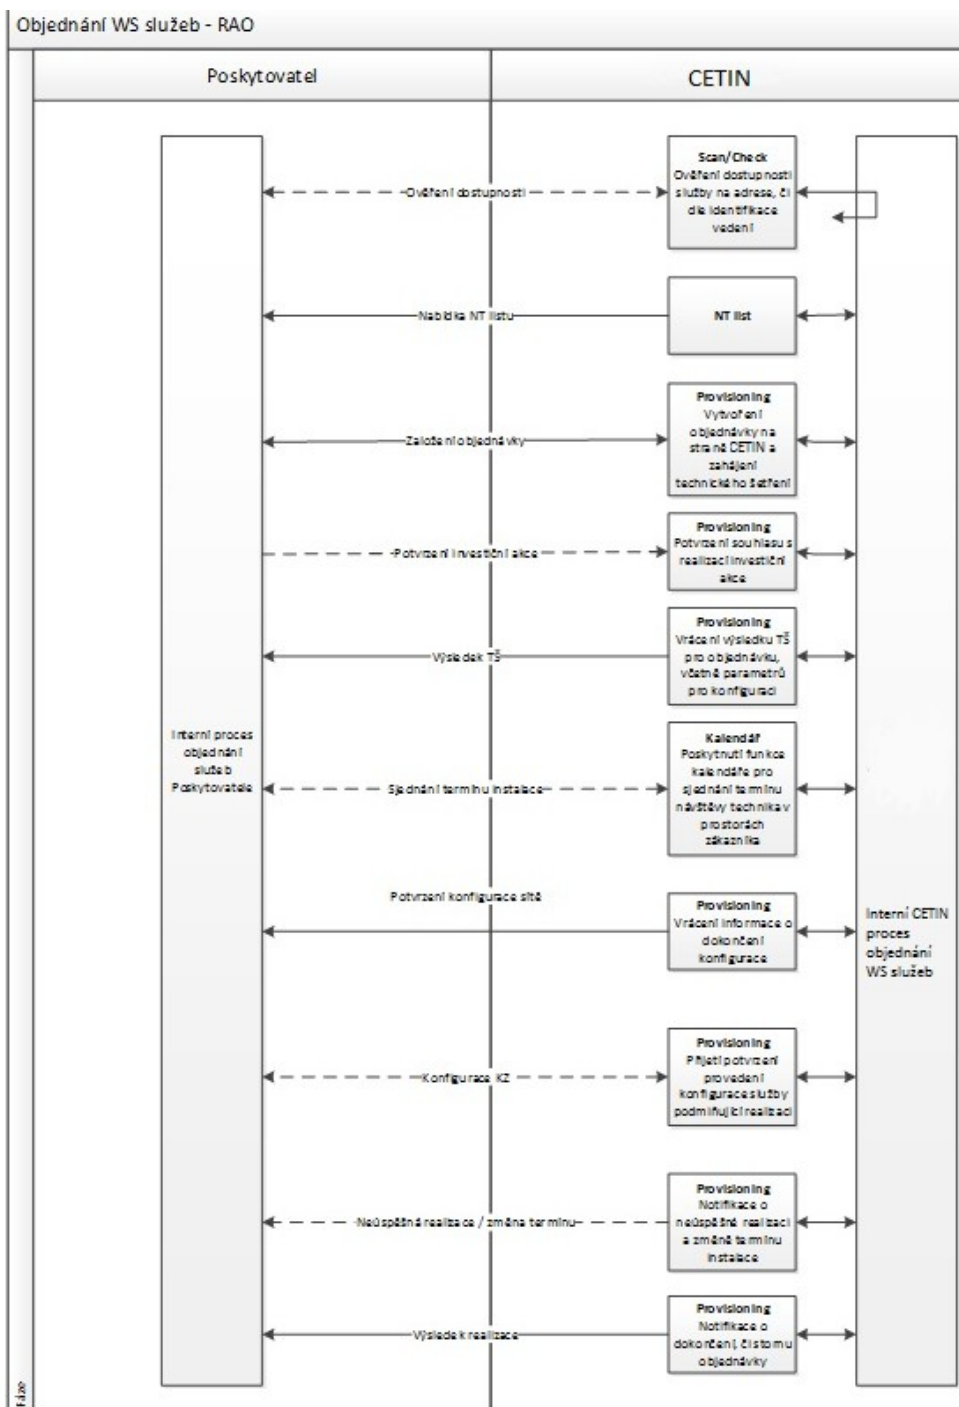 Objednání WS služeb - RAO
Poskytovatel
CETIN
Scan/Check
Ověření dostupnosti
služby na adrese, či
dle identifikace
vedení
Ověření dostupnosti
NT list
Nabídka NT listu
Provisioning
Vytvoření
objednávky na
straně CETIN a
zahájení
technického šetření
Založení objednávky
Provisioning
Potvrzení souhlasu s
realizací investiční
akce
Potvrzení investiční akce
Provisioning
Vrácení výsledku TŠ
pro objednávku,
včetně parametrů
pro konfiguraci
Výsledek TŠ
Interní proces
objednání
služeb
Poskytovatele
Kalendář
Poskytnutí funkce
kalendáře pro
sjednání termínu
návštěvy technika v
prostorách
zákazníka
Sjednání termínu instalace
Potvrzení konfigurace sítě
Provisioning
Vrácení informace o
dokončení
konfigurace
Interní CETIN
proces
objednání
WS služeb
Provisioning
Přijetí potvrzení
provedení
konfigurace služby
podmiňující realizaci
Konfigurace KZ
Provisioning
Notifikace o
neúspěšné realizaci
a změně termínu
instalace
Neúspěšná realizace / změna termínu
Provisioning
Notifikace o
dokončení, či stornu
objednávky
Výsledek realizace
Fáze